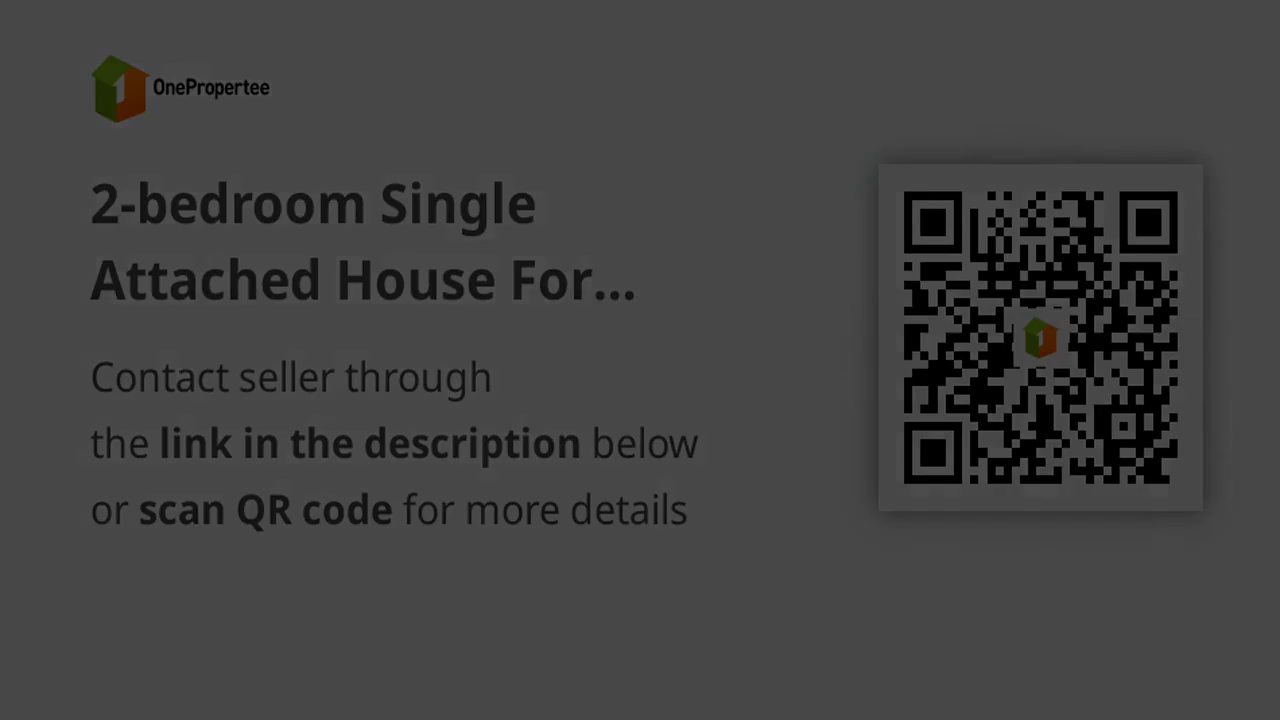 OnePropertee
2-bedroom Single
Attached House For...
Contact seller through
the link in the description below
or scan QR code for more details